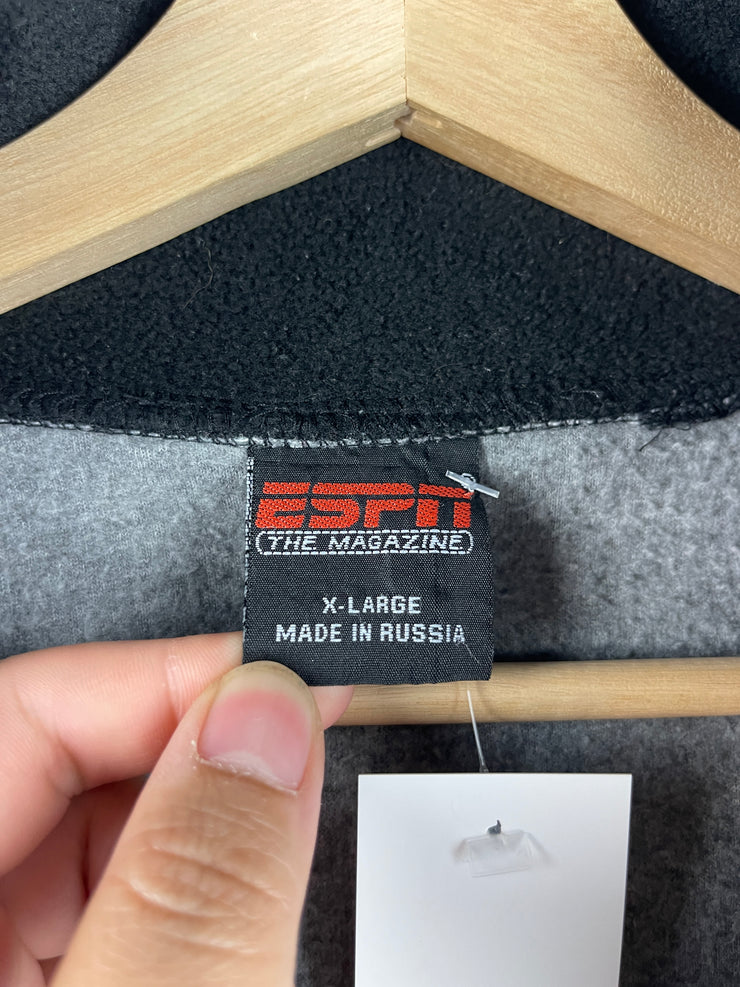 ESPN
THE MAGAZINE
X-LARGE
MADE IN RUSSIA